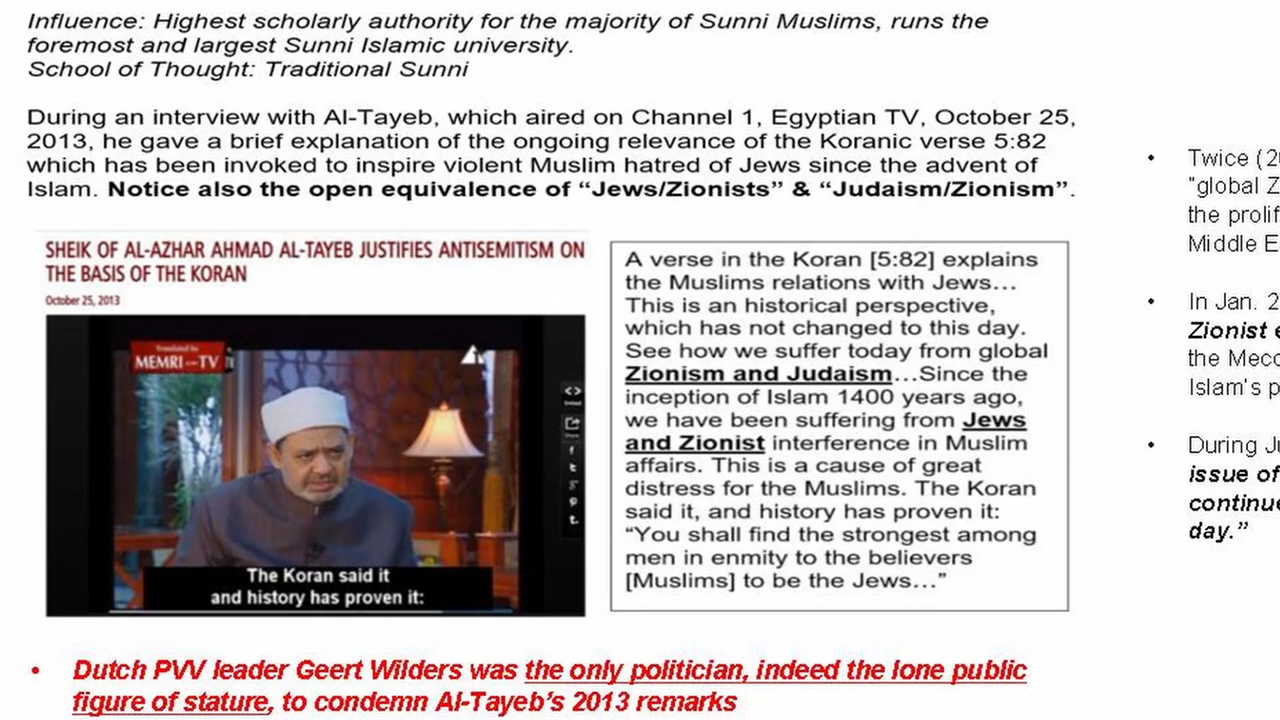 Influence: Highest scholarly authority for the majority of Sunni Muslims, runs the
foremost and largest Sunni Islamic university.
School of Thought: Traditional Sunni
During an interview with Al-Tayeb, which aired on Channel 1, Egyptian TV, October 25,
2013, he gave a brief explanation of the ongoing relevance of the Koranic verse 5:82
which has been invoked to inspire violent Muslim hatred of Jews since the advent of
Islam. Notice also the open equivalence of “Jews/Zionists” & “Judaism/Zionism”.
SHEIK OF AL-AZHAR AHMAD AL-TAYEB JUSTIFIES ANTISEMITISM ON
THE BASIS OF THE KORAN
October 25, 2013
Translated by
MEMRI TV
The Koran said it
and history has proven it:
A verse in the Koran [5:82] explains
the Muslims relations with Jews…
This is an historical perspective,
which has not changed to this day.
See how we suffer today from global
Zionism and Judaism…Since the
inception of Islam 1400 years ago,
we have been suffering from Jews
and Zionist interference in Muslim
affairs. This is a cause of great
distress for the Muslims. The Koran
said it, and history has proven it:
“You shall find the strongest among
men in enmity to the believers
[Muslims] to be the Jews…”
• Dutch PVV leader Geert Wilders was the only politician, indeed the lone public
figure of stature, to condemn Al-Tayeb’s 2013 remarks
• Twice (20
"global Z
the prolif
Middle E
• In Jan. 2
Zionist e
the Mecc
Islam's p
• During Ju
issue of
continue
day.”